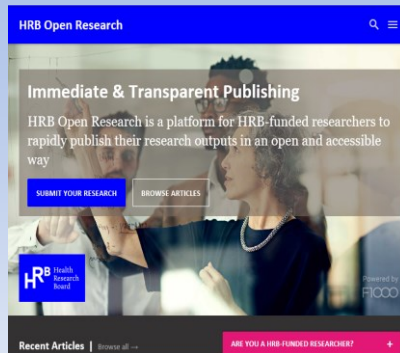 HRB Open Research
Immediate & Transparent Publishing
HRB Open Research is a platform for HRB-funded researchers to
rapidly publish their research outputs in an open and accessible
way
SUBMIT YOUR RESEARCH
BROWSE ARTICLES
HRB Health
Research
Board
Powered by
F1000
Recent Articles | Browse all →
ARE YOU A HRB-FUNDED RESEARCHER? +